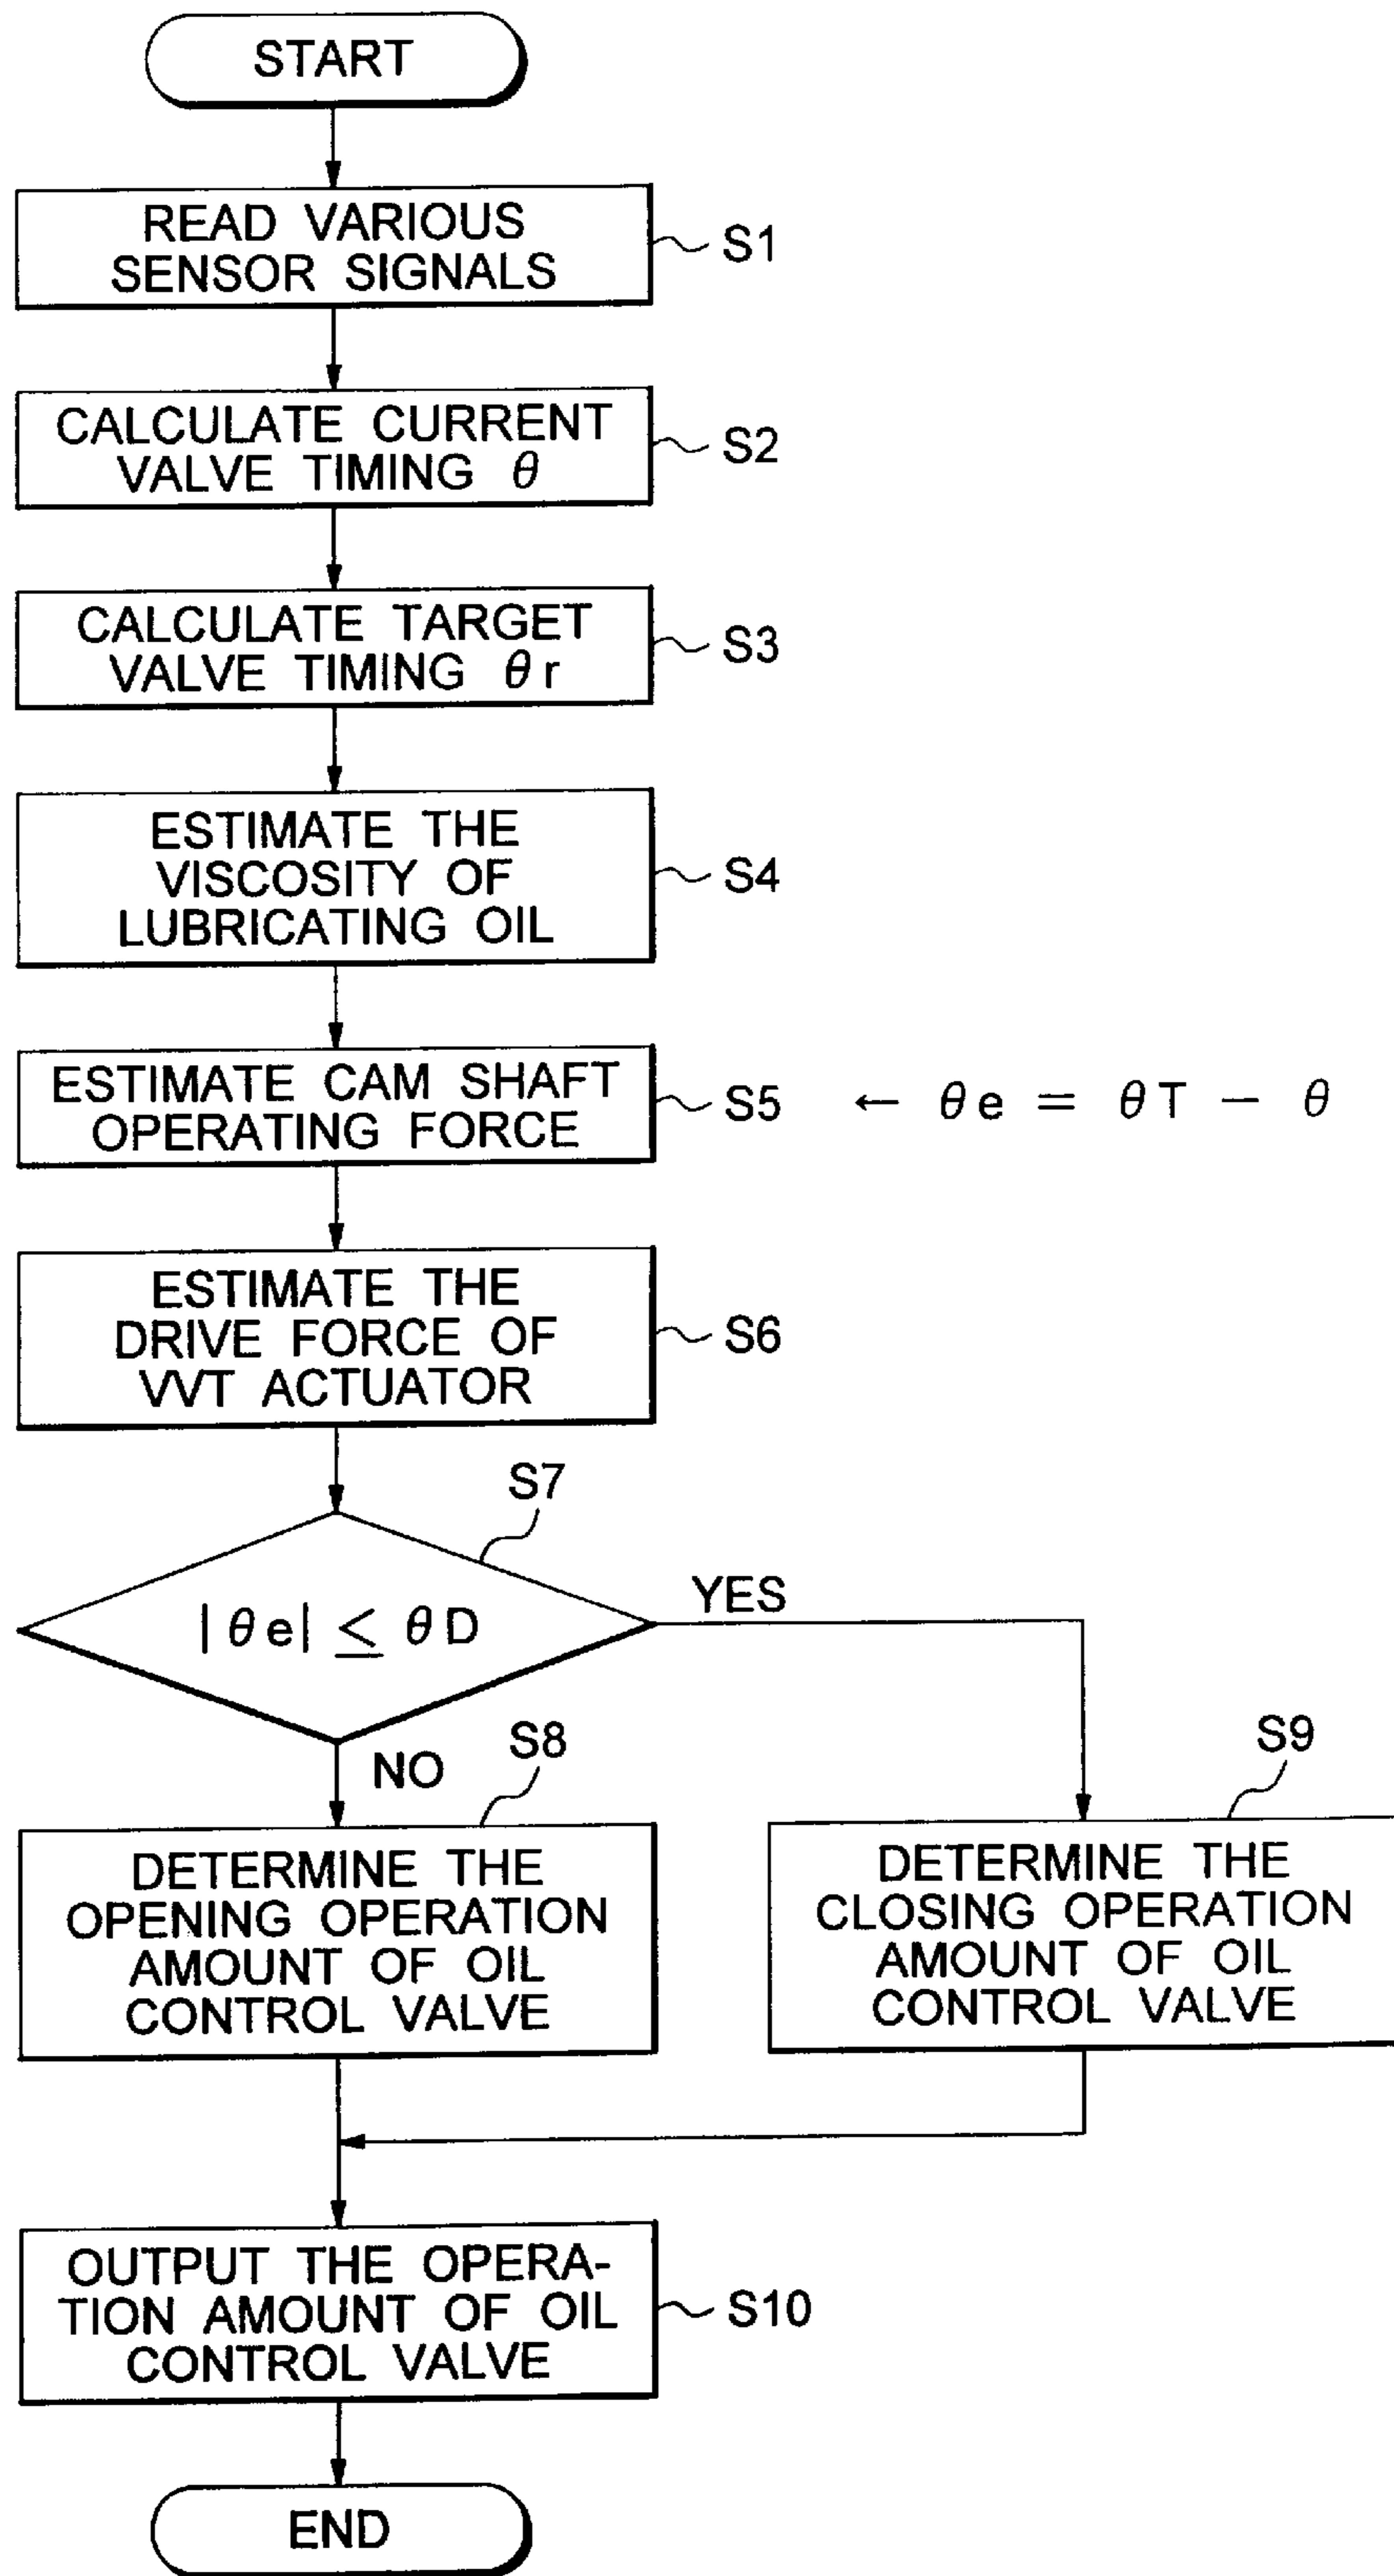 START
READ VARIOUS
SENSOR SIGNALS
S1
CALCULATE CURRENT
VALVE TIMING θ
S2
CALCULATE TARGET
VALVE TIMING θr
S3
ESTIMATE THE
VISCOSITY OF
LUBRICATING OIL
S4
ESTIMATE CAM SHAFT
OPERATING FORCE
S5 ← θe = θT − θ
ESTIMATE THE
DRIVE FORCE OF
VVT ACTUATOR
S6
S7
|θe| ≤ θD
YES
NO
S8
DETERMINE THE
OPENING OPERATION
AMOUNT OF OIL
CONTROL VALVE
S9
DETERMINE THE
CLOSING OPERATION
AMOUNT OF OIL
CONTROL VALVE
OUTPUT THE OPERA-
TION AMOUNT OF OIL
CONTROL VALVE
S10
END